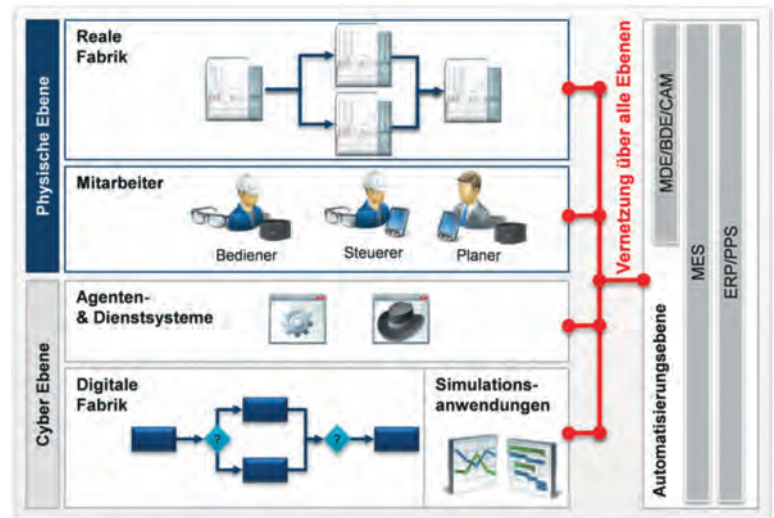 Physische Ebene
Reale
Fabrik
Mitarbeiter
Bediener
Steuerer
Planer
Cyber Ebene
Agenten-
& Dienstsysteme
Digitale
Fabrik
?
?
Simulations-
anwendungen
Vernetzung über alle Ebenen
Automatisierungsebene
MDE/BDE/CAM
MES
ERP/PPS